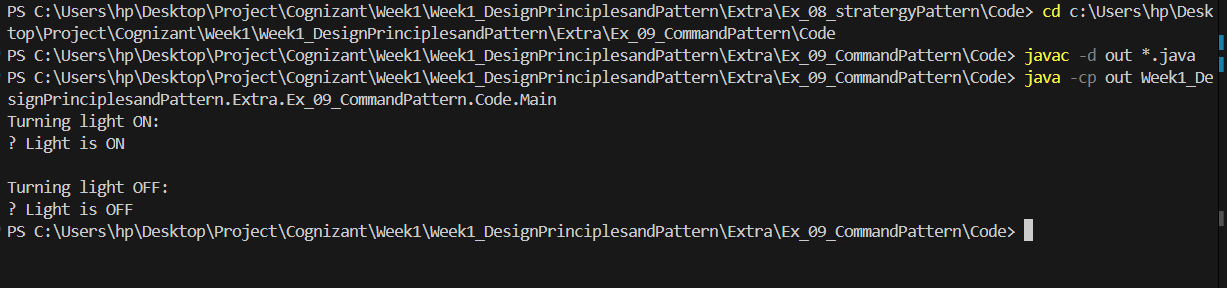 PS C:\Users\hp\Desktop\Project\Cognizant\Week1\Week1_DesignPrinciplesandPattern\Extra\Ex_08_stratergyPattern\Code> cd c:\Users\hp\Desk
top\Project\Cognizant\Week1\Week1_DesignPrinciplesandPattern\Extra\Ex_09_CommandPattern\Code
PS C:\Users\hp\Desktop\Project\Cognizant\Week1\Week1_DesignPrinciplesandPattern\Extra\Ex_09_CommandPattern\Code> javac -d out *.java
PS C:\Users\hp\Desktop\Project\Cognizant\Week1\Week1_DesignPrinciplesandPattern\Extra\Ex_09_CommandPattern\Code> java -cp out Week1_De
signPrinciplesandPattern.Extra.Ex_09_CommandPattern.Code.Main
Turning light ON:
? Light is ON
Turning light OFF:
? Light is OFF
PS C:\Users\hp\Desktop\Project\Cognizant\Week1\Week1_DesignPrinciplesandPattern\Extra\Ex_09_CommandPattern\Code>